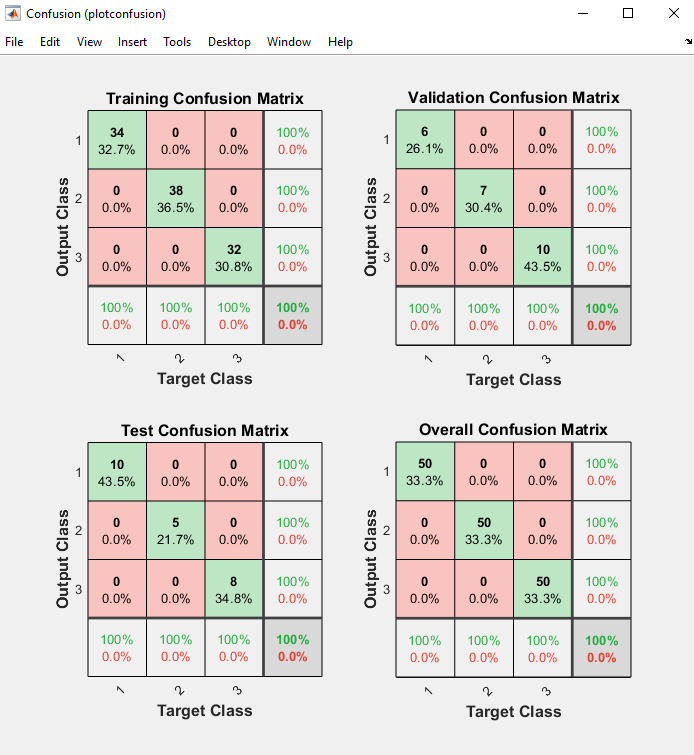 Confusion (plotconfusion)
File Edit View Insert Tools Desktop Window Help
Training Confusion Matrix
Output Class
1 34 0 0 100%
32.7% 0.0% 0.0% 0.0%
2 0 38 0 100%
0.0% 36.5% 0.0% 0.0%
3 0 0 32 100%
0.0% 0.0% 30.8% 0.0%
100% 100% 100% 100%
0.0% 0.0% 0.0% 0.0%
1 2 3
Target Class
Validation Confusion Matrix
Output Class
1 6 0 0 100%
26.1% 0.0% 0.0% 0.0%
2 0 7 0 100%
0.0% 30.4% 0.0% 0.0%
3 0 0 10 100%
0.0% 0.0% 43.5% 0.0%
100% 100% 100% 100%
0.0% 0.0% 0.0% 0.0%
1 2 3
Target Class
Test Confusion Matrix
Output Class
1 10 0 0 100%
43.5% 0.0% 0.0% 0.0%
2 0 5 0 100%
0.0% 21.7% 0.0% 0.0%
3 0 0 8 100%
0.0% 0.0% 34.8% 0.0%
100% 100% 100% 100%
0.0% 0.0% 0.0% 0.0%
1 2 3
Target Class
Overall Confusion Matrix
Output Class
1 50 0 0 100%
33.3% 0.0% 0.0% 0.0%
2 0 50 0 100%
0.0% 33.3% 0.0% 0.0%
3 0 0 50 100%
0.0% 0.0% 33.3% 0.0%
100% 100% 100% 100%
0.0% 0.0% 0.0% 0.0%
1 2 3
Target Class